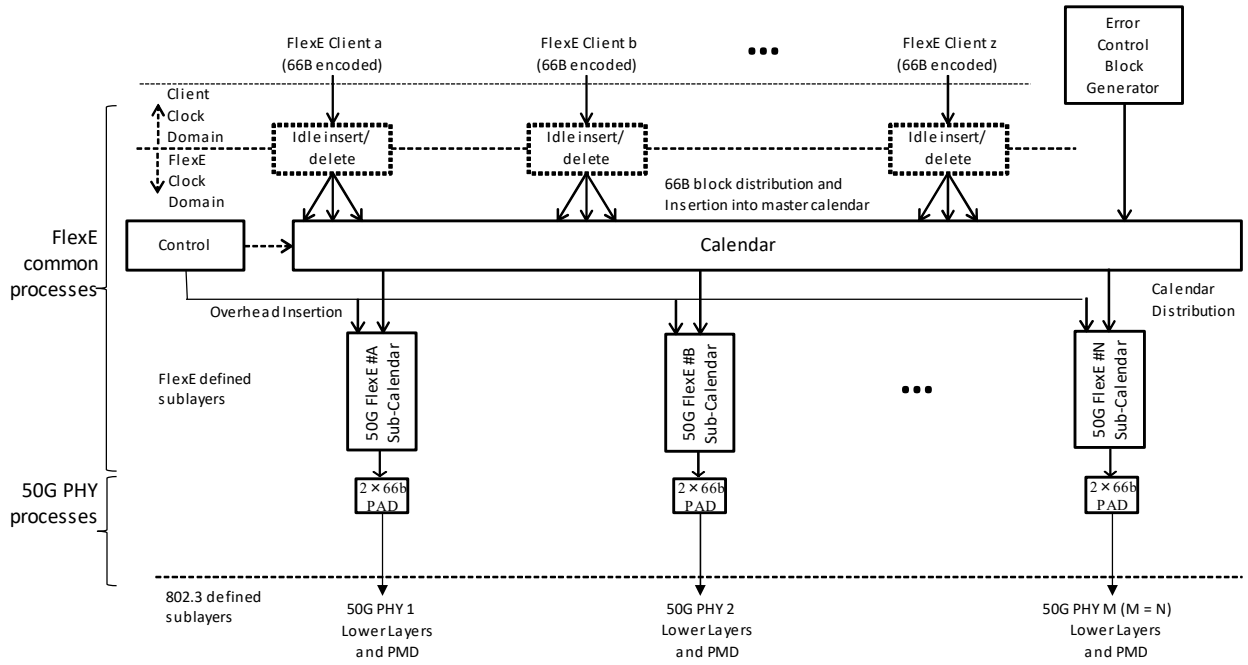 FlexE Client a
(66B encoded)
FlexE Client b
(66B encoded)
•••
FlexE Client z
(66B encoded)
Error
Control
Block
Generator
Client
Clock
Domain
FlexE
Clock
Domain
Idle insert/
delete
Idle insert/
delete
Idle insert/
delete
66B block distribution and
Insertion into master calendar
FlexE
common
processes
Control
Calendar
Overhead Insertion
Calendar
Distribution
FlexE defined
sublayers
50G FlexE #A
Sub-Calendar
50G FlexE #B
Sub-Calendar
•••
50G FlexE #N
Sub-Calendar
50G PHY
processes
2 × 66b
PAD
2 × 66b
PAD
2 × 66b
PAD
802.3 defined
sublayers
50G PHY 1
Lower Layers
and PMD
50G PHY 2
Lower Layers
and PMD
50G PHY M (M = N)
Lower Layers
and PMD